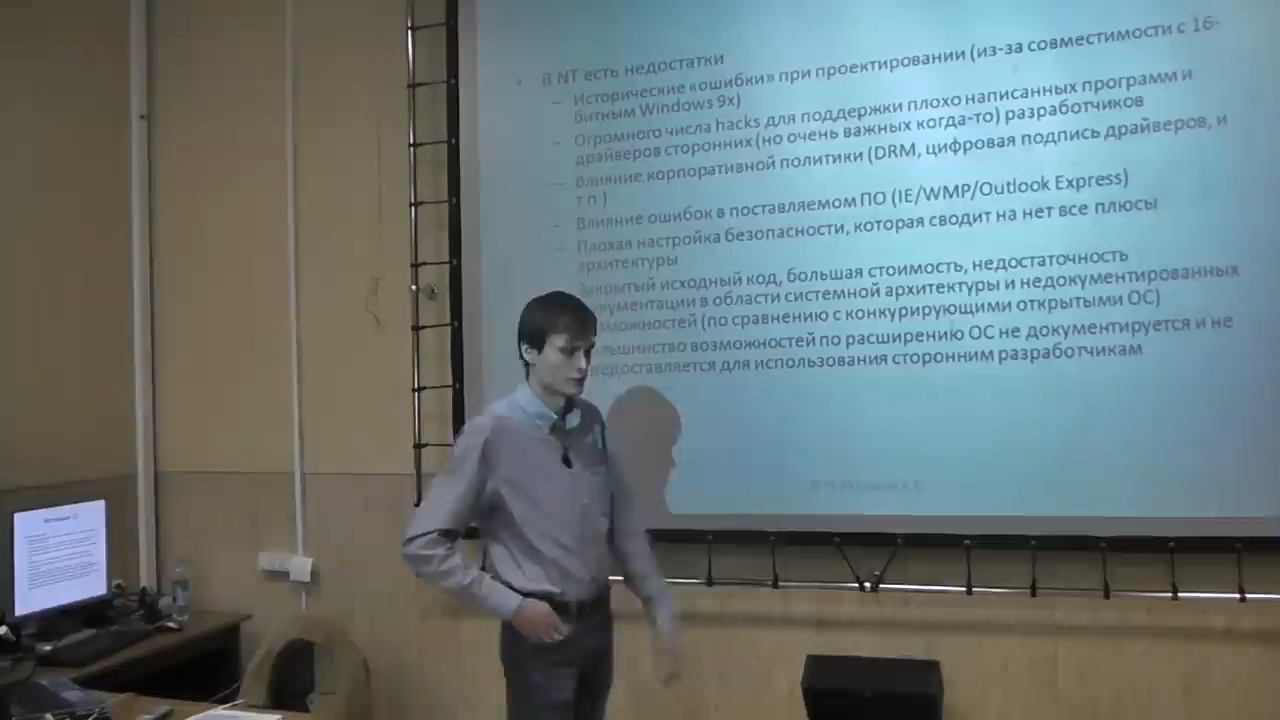 • В NT есть недостатки
– Исторические «ошибки» при проектировании (из-за совместимости с 16-
битным Windows 9x)
– Огромного числа hacks для поддержки плохо написанных программ и
драйверов сторонних (но очень важных когда-то) разработчиков
– Влияние корпоративной политики (DRM, цифровая подпись драйверов, и
т п )
– Влияние ошибок в поставляемом ПО (IE/WMP/Outlook Express)
– Плохая настройка безопасности, которая сводит на нет все плюсы
архитектуры
Закрытый исходный код, большая стоимость, недостаточность
в области системной архитектуры и недокументированных
(по сравнению с конкурирующими открытыми ОС)
возможностей по расширению ОС не документируется и не
для использования сторонним разработчикам